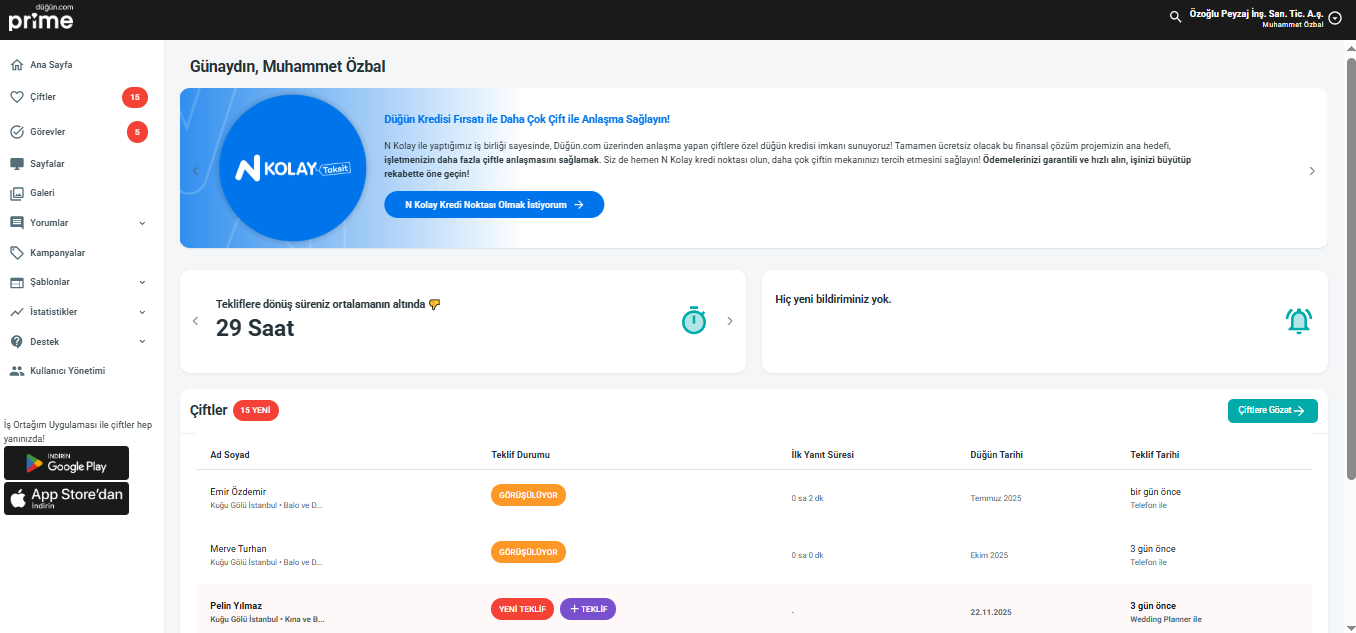 düğün.com
prime
Özoğlu Peyzaj İnş. San. Tic. A.ş.
Muhammet Özbal
Ana Sayfa
Çiftler
15
Görevler
5
Sayfalar
Galeri
Yorumlar
Kampanyalar
Şablonlar
İstatistikler
Destek
Kullanıcı Yönetimi
İş Ortağım Uygulaması ile çiftler hep
yanınızda!
İNDİRİN
Google Play
App Store'dan
İndirin
Günaydın, Muhammet Özbal
N KOLAY Taksit
Düğün Kredisi Fırsatı ile Daha Çok Çift ile Anlaşma Sağlayın!
N Kolay ile yaptığımız iş birliği sayesinde, Düğün.com üzerinden anlaşma yapan çiftlere özel düğün kredisi imkanı sunuyoruz! Tamamen ücretsiz olacak bu finansal çözüm projemizin ana hedefi,
işletmenizin daha fazla çiftle anlaşmasını sağlamak. Siz de hemen N Kolay kredi noktası olun, daha çok çiftin mekanınızı tercih etmesini sağlayın! Ödemelerinizi garantili ve hızlı alın, işinizi büyütüp
rekabette öne geçin!
N Kolay Kredi Noktası Olmak İstiyorum
Tekliflere dönüş süreniz ortalamanın altında
29 Saat
Hiç yeni bildiriminiz yok.
Çiftler
15 YENİ
Çiftlere Gözat
Ad Soyad Teklif Durumu İlk Yanıt Süresi Düğün Tarihi Teklif Tarihi
Emir Özdemir
Kuğu Gölü İstanbul • Balo ve D...
GÖRÜŞÜLÜYOR
0 sa 2 dk
Temmuz 2025
bir gün önce
Telefon ile
Merve Turhan
Kuğu Gölü İstanbul • Balo ve D...
GÖRÜŞÜLÜYOR
0 sa 0 dk
Ekim 2025
3 gün önce
Telefon ile
Pelin Yılmaz
Kuğu Gölü İstanbul • Kına ve B...
YENİ TEKLİF
+ TEKLİF
-
22.11.2025
3 gün önce
Wedding Planner ile